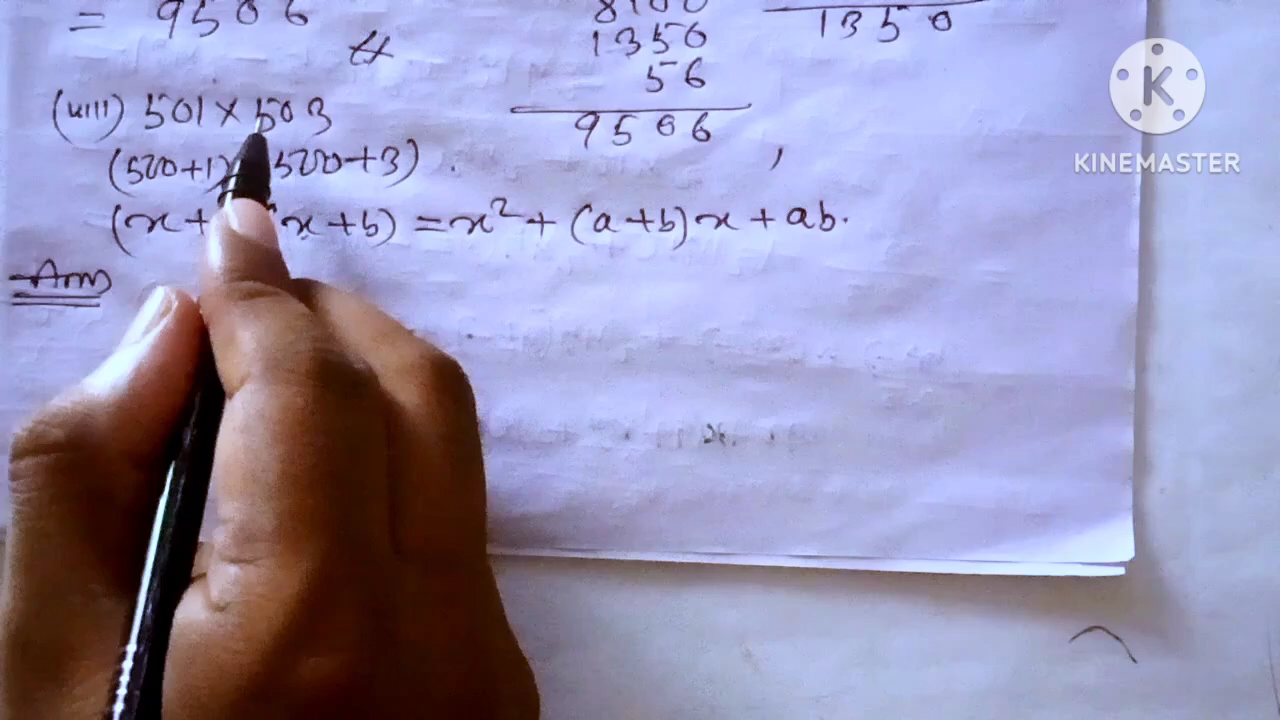 = 9506
8100
1350
1350
56
9506
(viii) 501 × 503
(500+1) 500+3)
(x+ x+b) = x² + (a+b)x + ab.
Ans
KINEMASTER